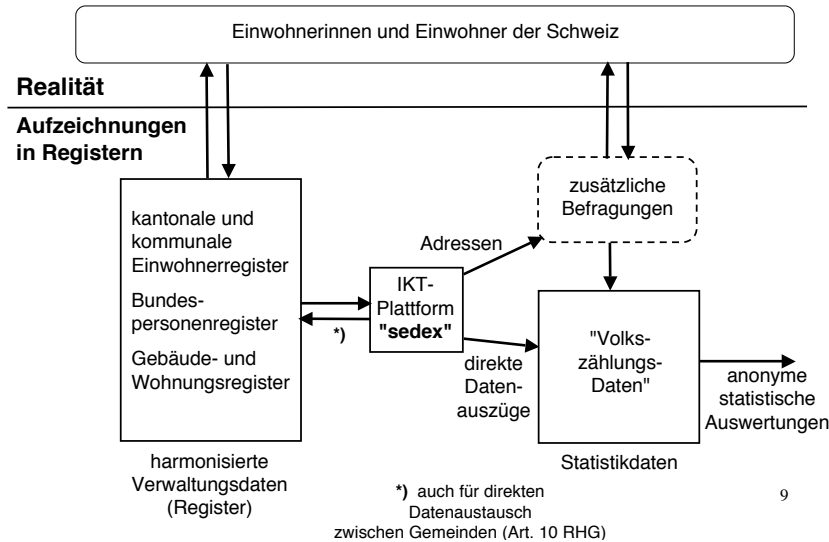 Einwohnerinnen und Einwohner der Schweiz
Realität
Aufzeichnungen
in Registern
kantonale und
kommunale
Einwohnerregister
Bundes-
personenregister
Gebäude- und
Wohnungsregister
harmonisierte
Verwaltungsdaten
(Register)
*)
IKT-
Plattform
"sedex"
Adressen
zusätzliche
Befragungen
direkte
Daten-
auszüge
"Volks-
zählungs-
Daten"
Statistikdaten
anonyme
statistische
Auswertungen
*) auch für direkten
Datenaustausch
zwischen Gemeinden (Art. 10 RHG)
9